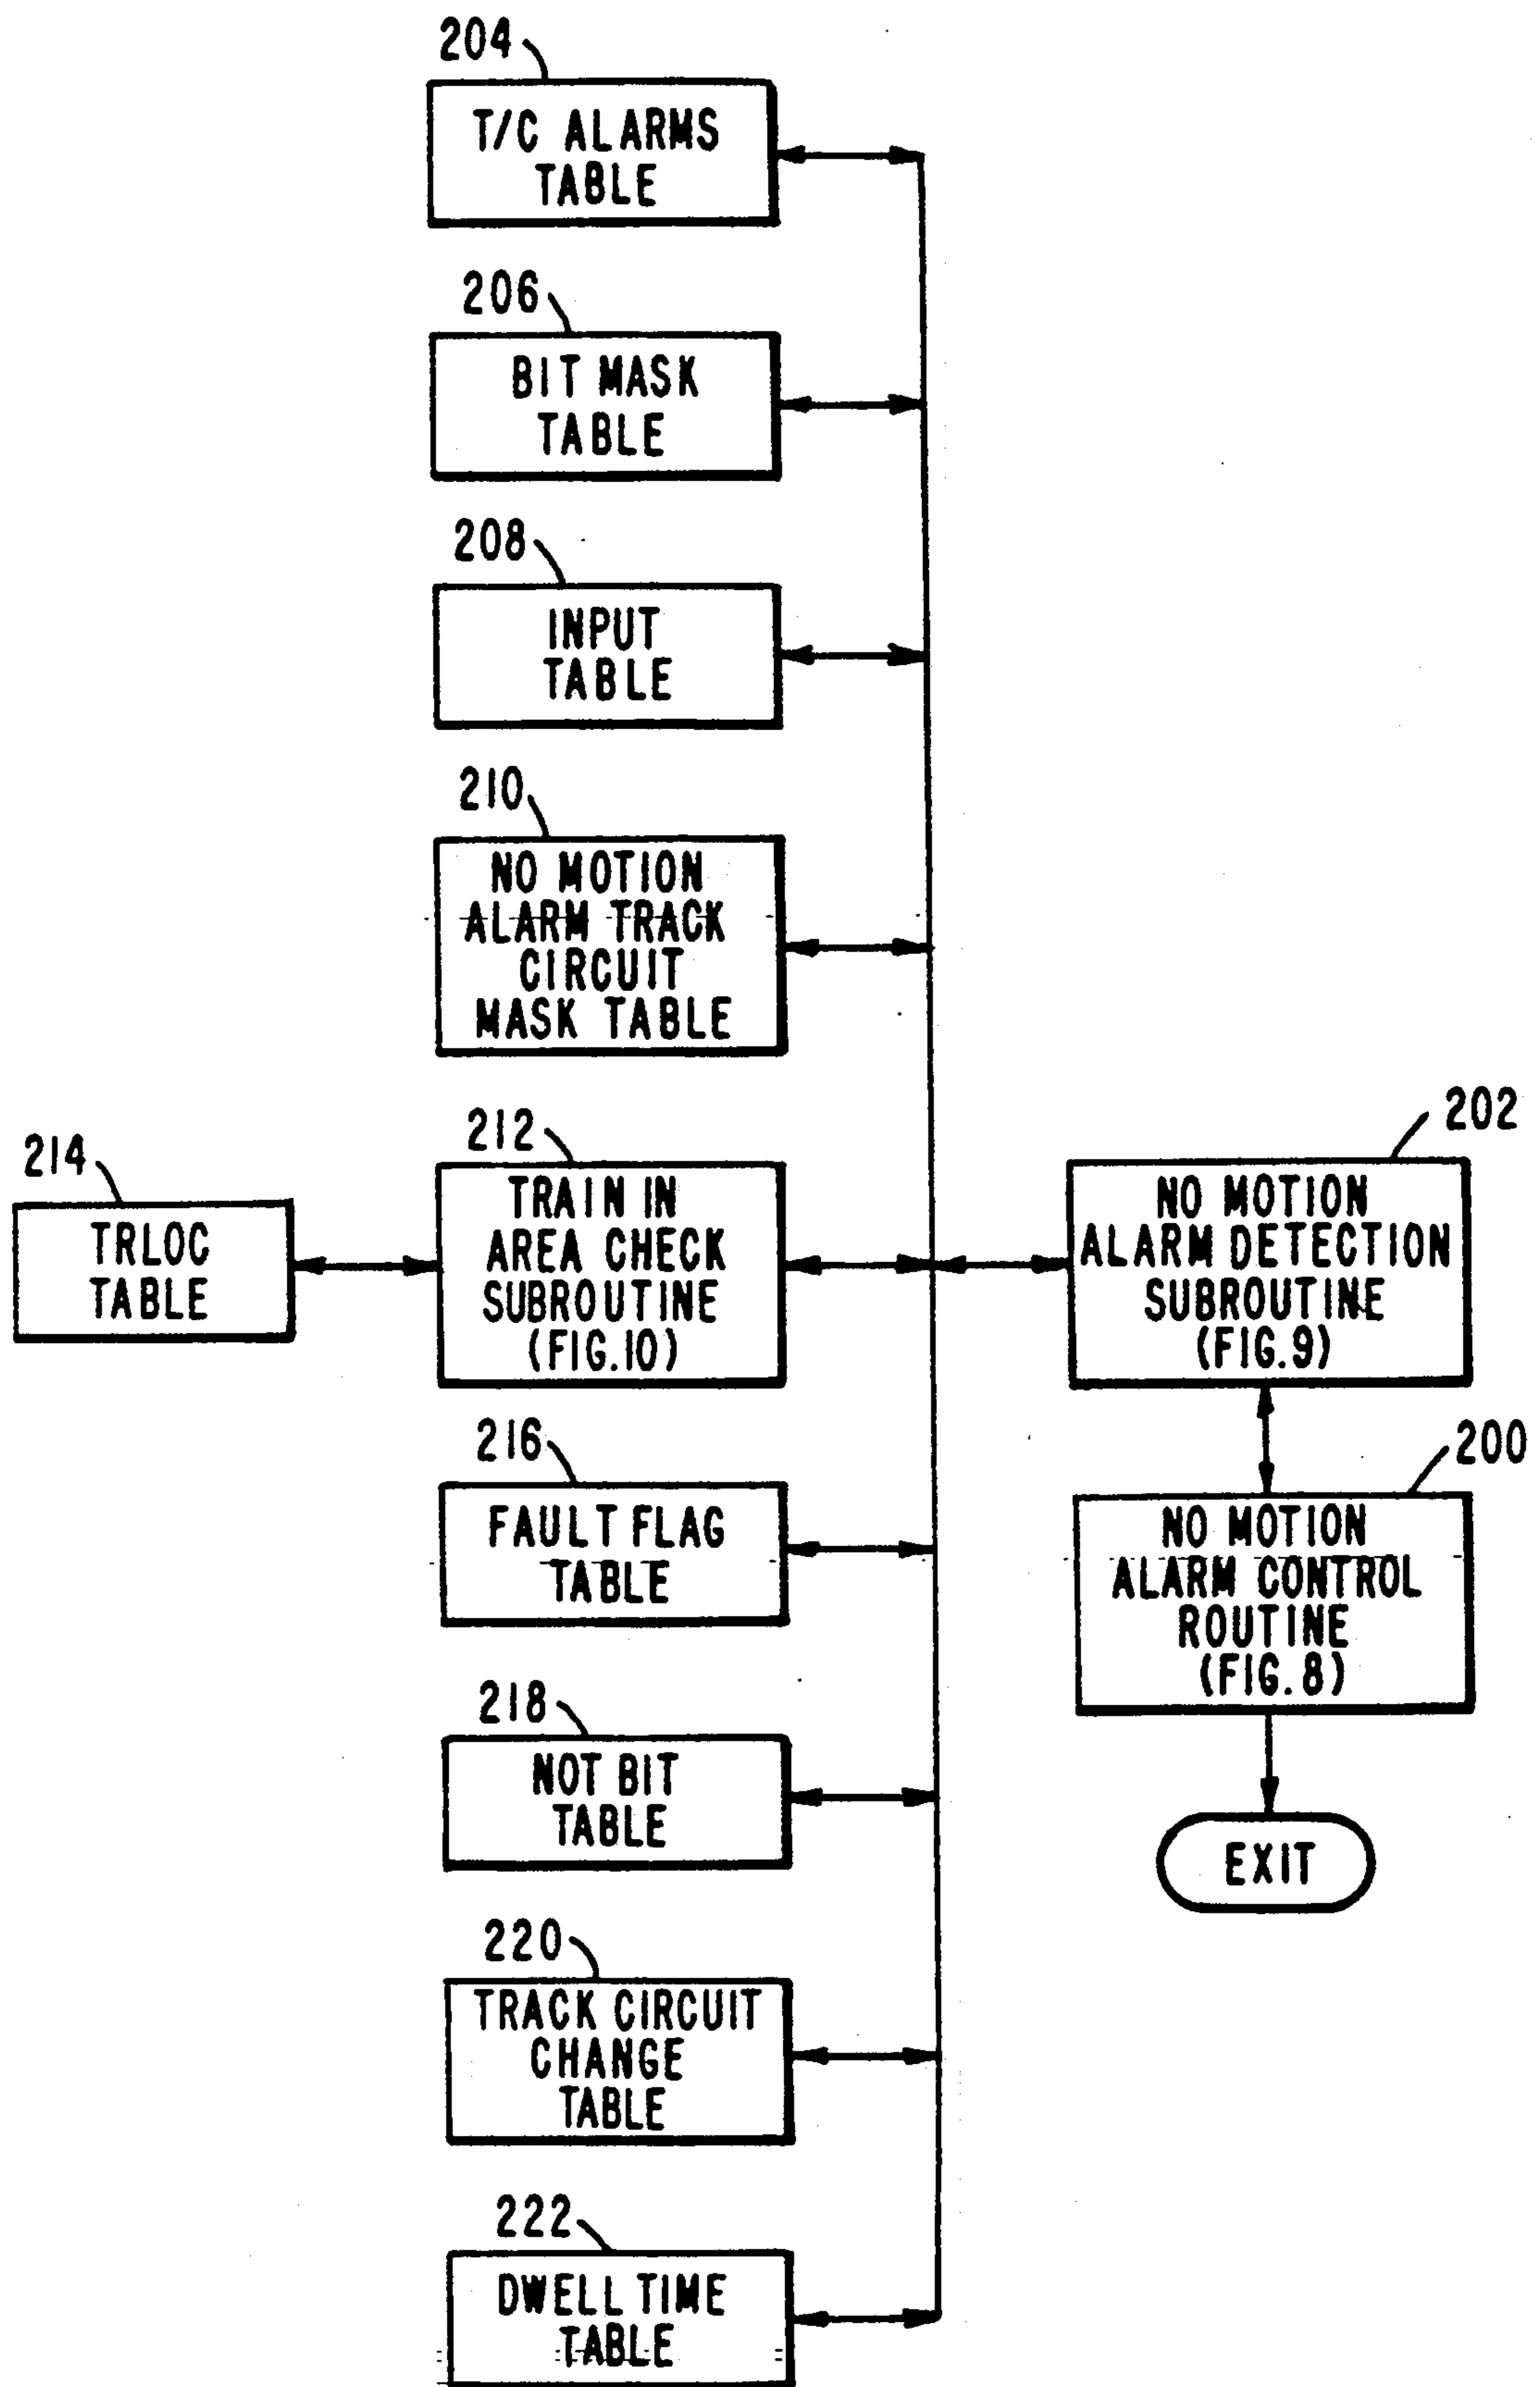 204
T/C ALARMS
TABLE
206
BIT MASK
TABLE
208
INPUT
TABLE
210
NO MOTION
ALARM TRACK
CIRCUIT
MASK TABLE
214
TRLOC
TABLE
212
TRAIN IN
AREA CHECK
SUBROUTINE
(FIG.10)
202
NO MOTION
ALARM DETECTION
SUBROUTINE
(FIG.9)
216
FAULT FLAG
TABLE
200
NO MOTION
ALARM CONTROL
ROUTINE
(FIG.8)
218
NOT BIT
TABLE
EXIT
220
TRACK CIRCUIT
CHANGE
TABLE
222
DWELL TIME
TABLE